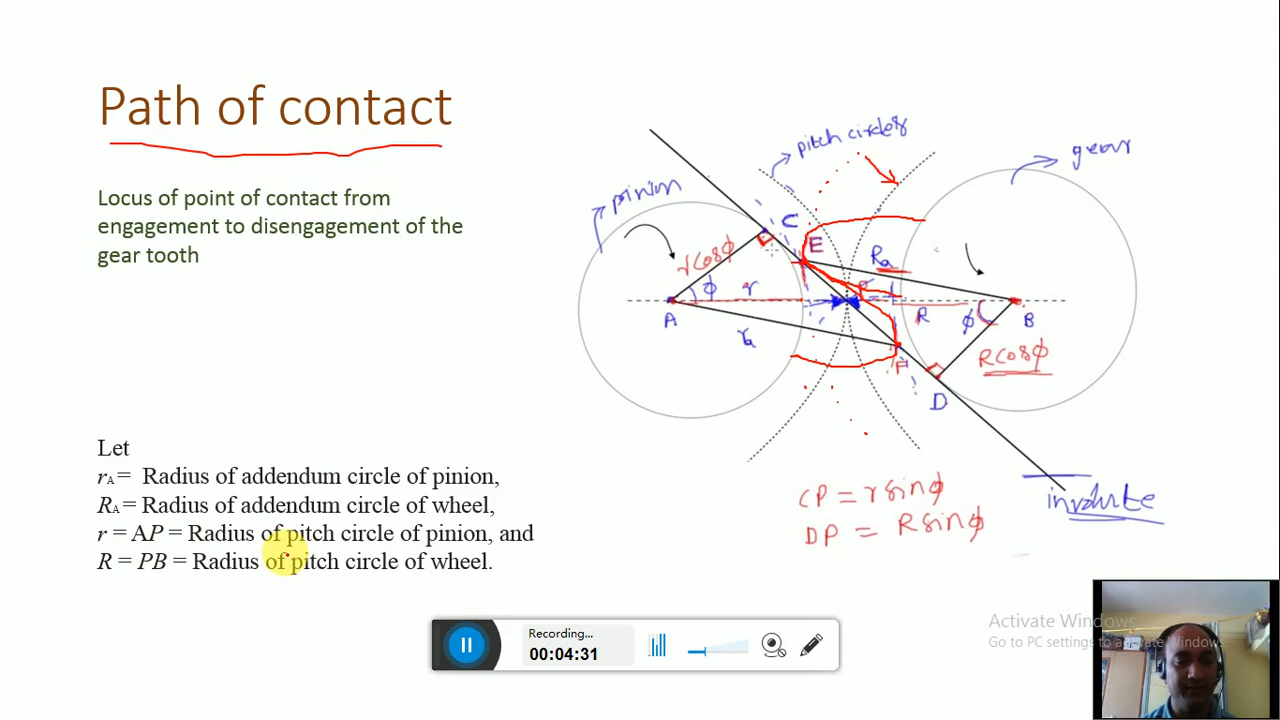 Path of contact
Locus of point of contact from
engagement to disengagement of the
gear tooth
Let
rA = Radius of addendum circle of pinion,
RA = Radius of addendum circle of wheel,
r = AP = Radius of pitch circle of pinion, and
R = PB = Radius of pitch circle of wheel.
pitch circles
gear
pinion
C
E
r cosϕ
Ra
ϕ
r
P
R
ϕ
A
B
ra
F
R cosϕ
D
CP = r sinϕ
DP = R sinϕ
involute
Recording...
00:04:31
Activate Windows
Go to PC settings to activate Windows.